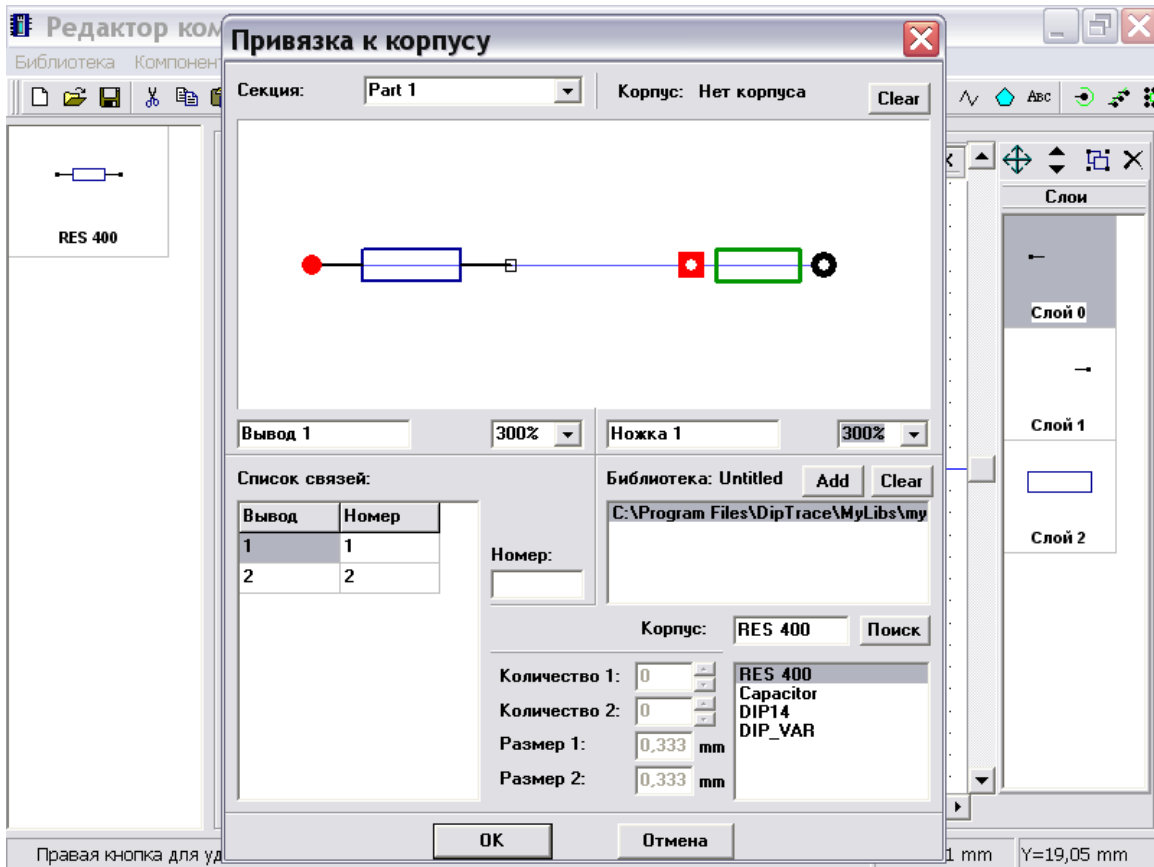 Редактор ком
Привязка к корпусу
Библиотека Компонент
Секция: Part 1 Корпус: Нет корпуса Clear
ABC
RES 400
Слои
Слой 0
Слой 1
Слой 2
Вывод 1 300% Ножка 1 300%
Список связей: Библиотека: Untitled Add Clear
Вывод Номер
1 1
2 2
Номер:
C:\Program Files\DipTrace\MyLibs\my
Корпус: RES 400 Поиск
Количество 1: 0
Количество 2: 0
Размер 1: 0,333 mm
Размер 2: 0,333 mm
RES 400
Capacitor
DIP14
DIP_VAR
OK Отмена
Правая кнопка для уд
1 mm Y=19,05 mm